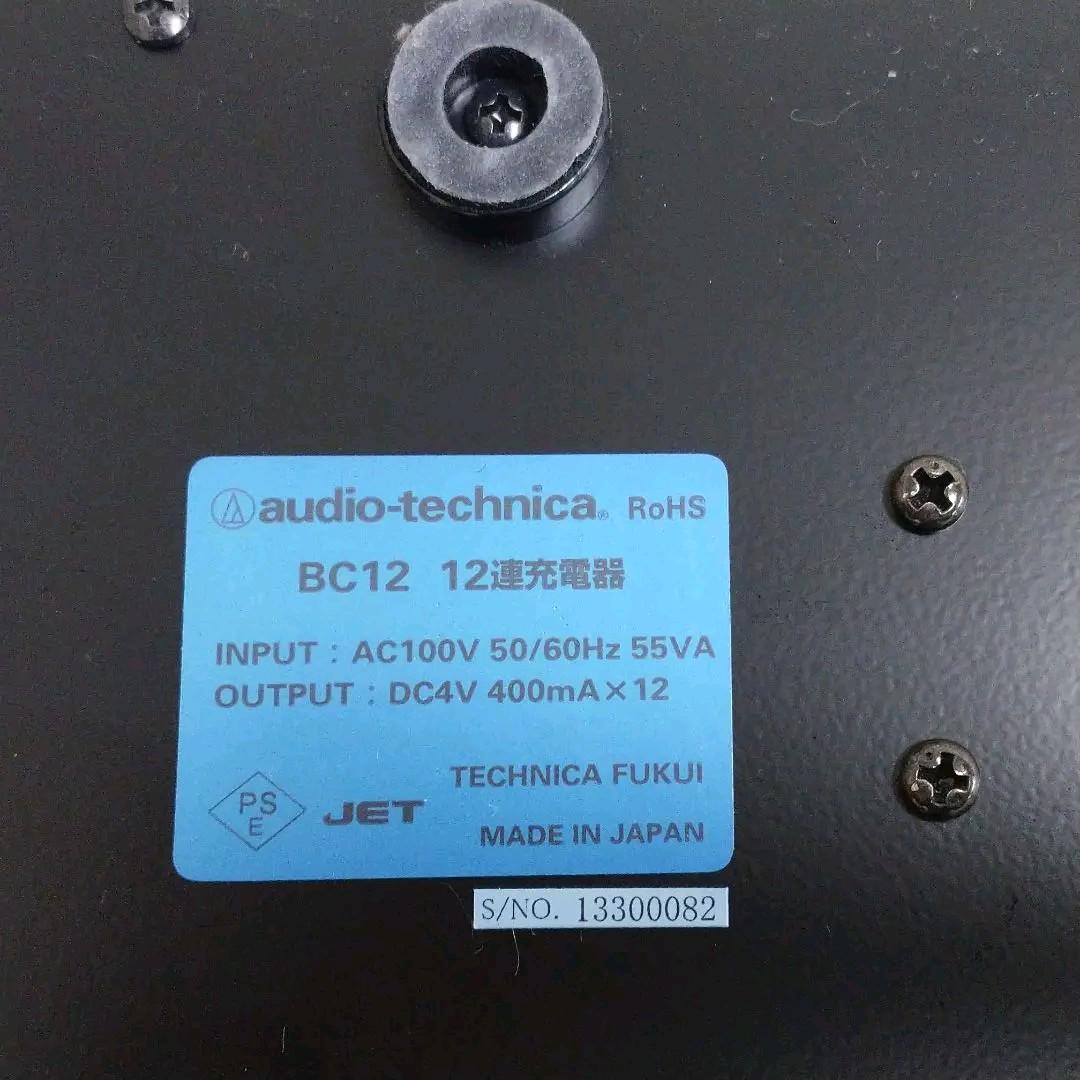 audio-technica® RoHS
BC12 12連充電器
INPUT : AC100V 50/60Hz 55VA
OUTPUT : DC4V 400mA×12
PS
E
JET
TECHNICA FUKUI
MADE IN JAPAN
S/NO. 13300082